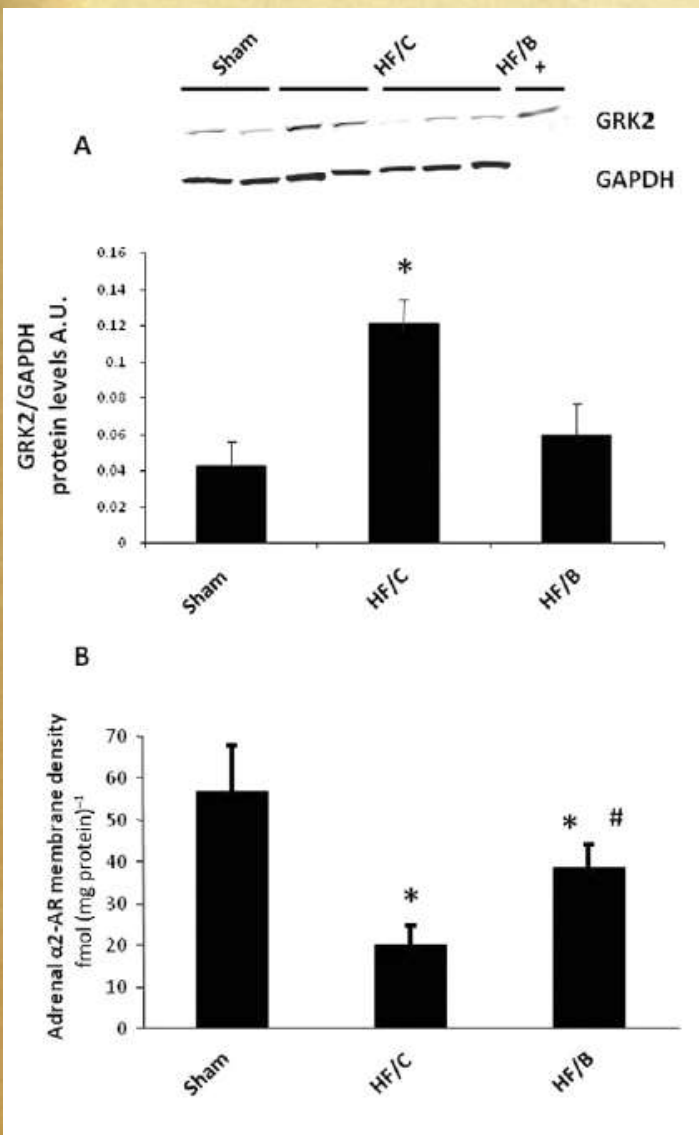 Sham HF/C HF/B +
GRK2
A
GAPDH
GRK2/GAPDH
protein levels A.U.
0.16
0.14
0.12
0.1
0.08
0.06
0.04
0.02
0
*
Sham HF/C HF/B
B
Adrenal α2-AR membrane density
fmol (mg protein)⁻¹
70
60
50
40
30
20
10
0
*
* #
Sham HF/C HF/B